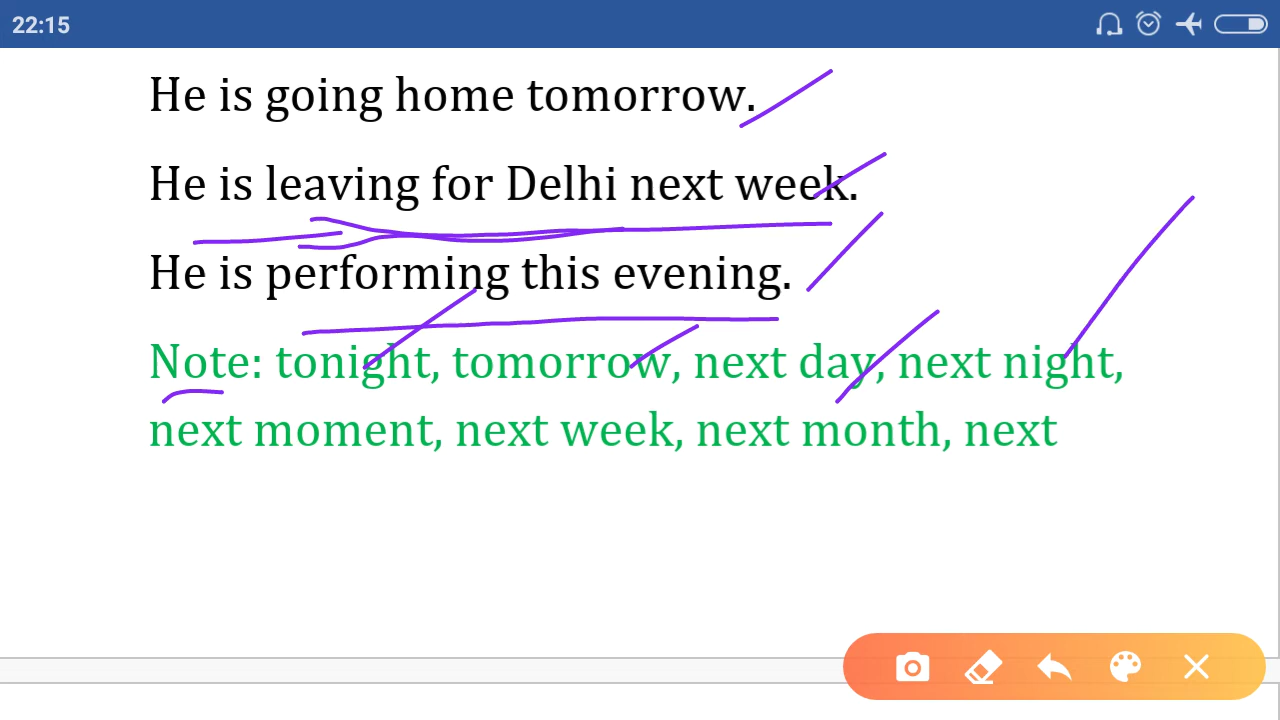 22:15
He is going home tomorrow.
He is leaving for Delhi next week.
He is performing this evening.
Note: tonight, tomorrow, next day, next night,
next moment, next week, next month, next